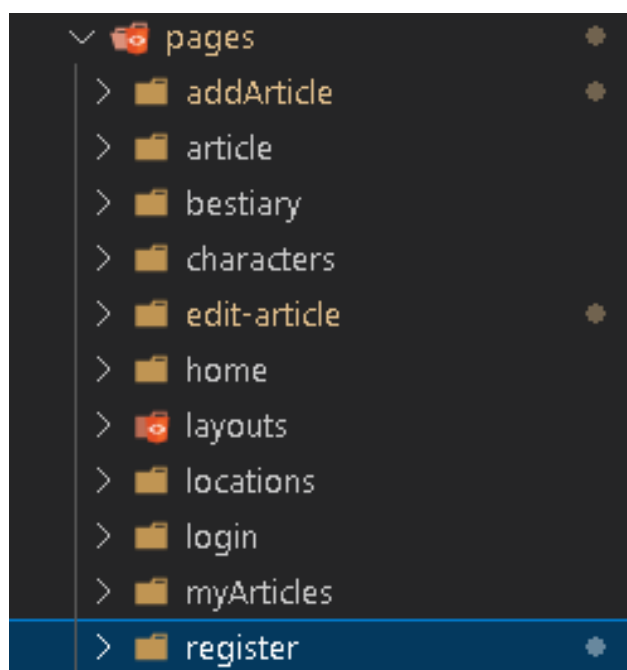 pages
addArticle
article
bestiary
characters
edit-article
home
layouts
locations
login
myArticles
register